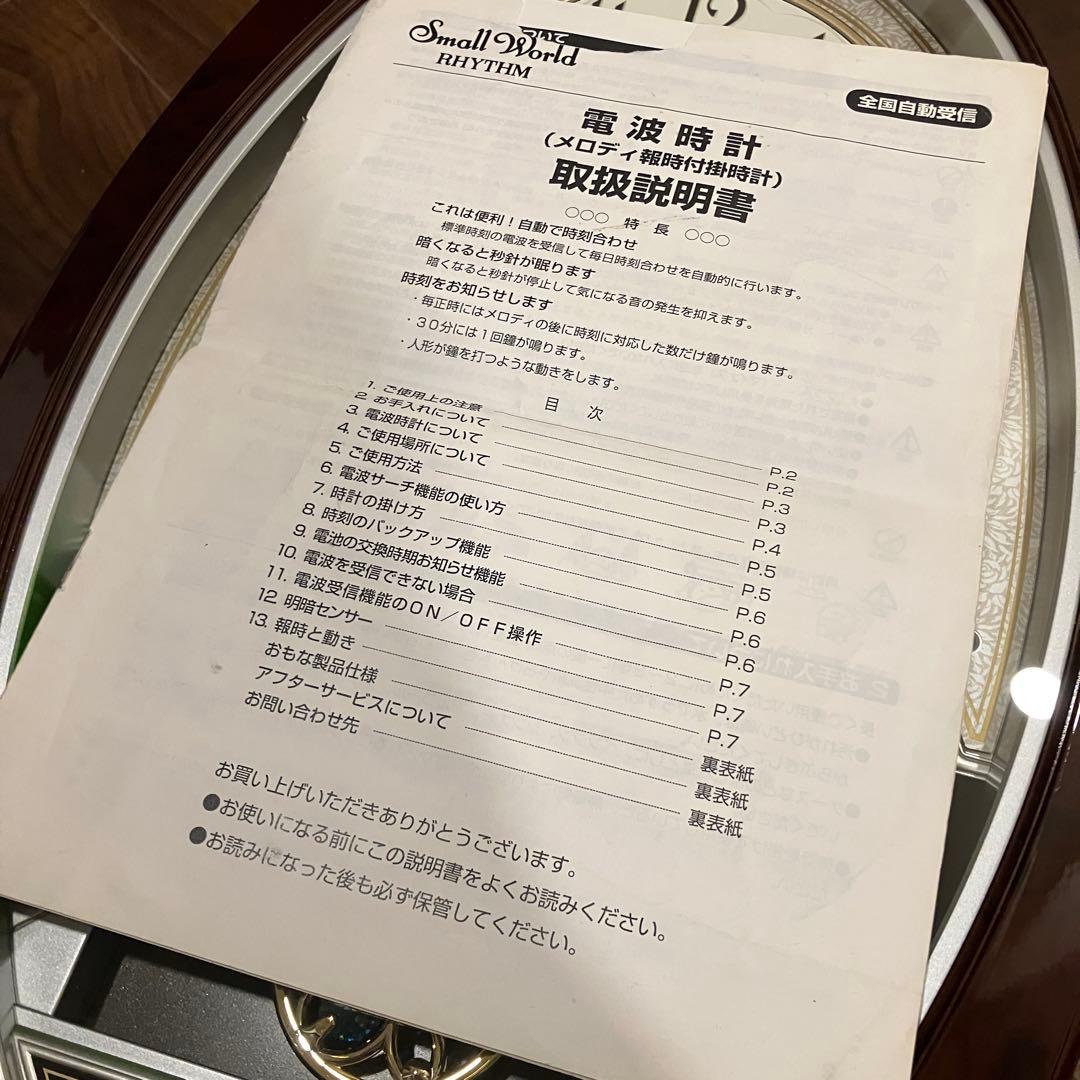 ついて
Small World
RHYTHM
全国自動受信
電波時計
(メロディ報時付掛時計)
取扱説明書
○○○ 特長 ○○○
これは便利！自動で時刻合わせ
標準時刻の電波を受信して毎日時刻合わせを自動的に行います。
暗くなると秒針が眠ります
暗くなると秒針が停止して気になる音の発生を抑えます。
時刻をお知らせします
・毎正時にはメロディの後に時刻に対応した数だけ鐘が鳴ります。
・３０分には１回鐘が鳴ります。
・人形が鐘を打つような動きをします。
目次
1. ご使用上の注意 P.2
2 お手入れについて P.2
3. 電波時計について P.3
4. ご使用場所について P.3
5. ご使用方法 P.4
6. 電波サーチ機能の使い方 P.5
7. 時計の掛け方 P.5
8. 時刻のバックアップ機能 P.6
9. 電池の交換時期お知らせ機能 P.6
10. 電波を受信できない場合 P.6
11. 電波受信機能のＯＮ／ＯＦＦ操作 P.7
12 明暗センサー P.7
13. 報時と動き P.7
おもな製品仕様 裏表紙
アフターサービスについて 裏表紙
お問い合わせ先 裏表紙
お買い上げいただきありがとうございます。
●お使いになる前にこの説明書をよくお読みください。
●お読みになった後も必ず保管してください。